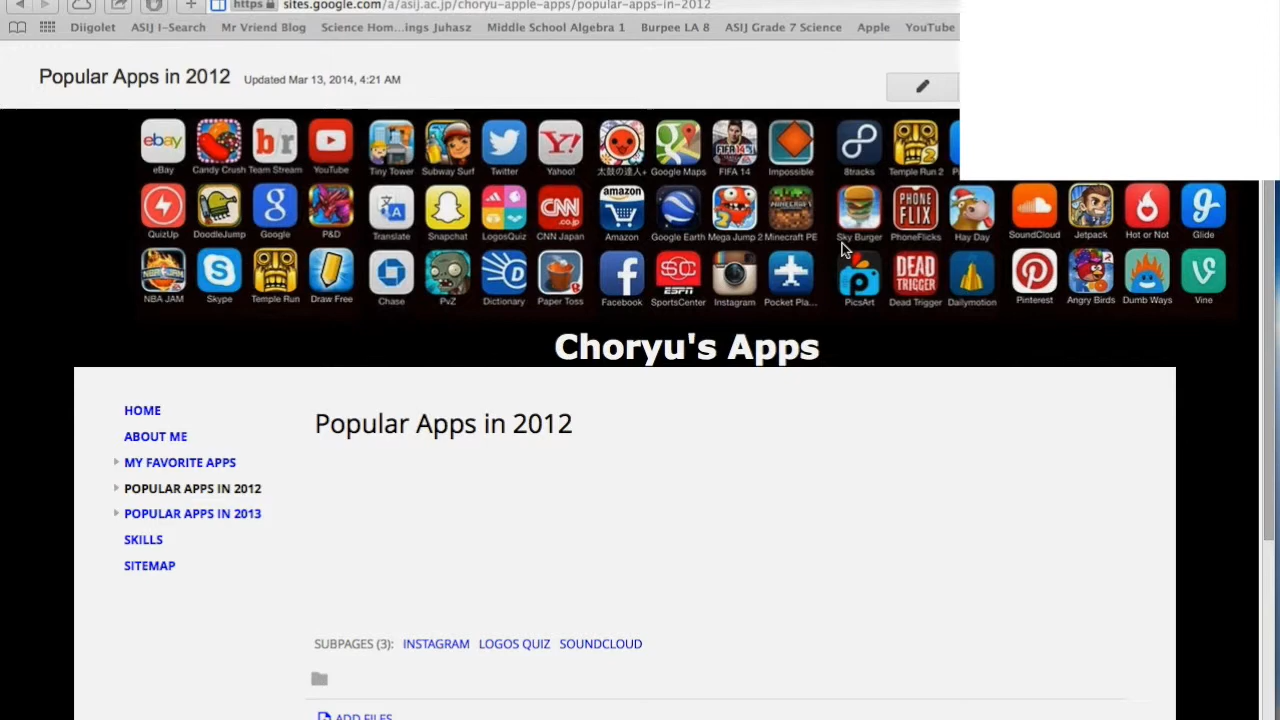 https sites.google.com/a/asij.ac.jp/choryu-apple-apps/popular-apps-in-2012
Diigolet ASIJ I-Search Mr Vriend Blog Science Hom...ings Juhasz Middle School Algebra 1 Burpee LA 8 ASIJ Grade 7 Science Apple YouTube
Popular Apps in 2012 Updated Mar 13, 2014, 4:21 AM
eBay Candy Crush Team Stream YouTube Tiny Tower Subway Surf Twitter Yahoo! 太鼓の達人+ Google Maps FIFA 14 Impossible 8tracks Temple Run 2
QuizUp DoodleJump Google P&D Translate Snapchat LogosQuiz CNN Japan Amazon Google Earth Mega Jump 2 Minecraft PE Sky Burger PhoneFlicks Hay Day SoundCloud Jetpack Hot or Not Glide
NBA JAM Skype Temple Run Draw Free Chase PvZ Dictionary Paper Toss Facebook SportsCenter Instagram Pocket Pla... PicsArt Dead Trigger Dailymotion Pinterest Angry Birds Dumb Ways Vine
Choryu's Apps
HOME
ABOUT ME
MY FAVORITE APPS
POPULAR APPS IN 2012
POPULAR APPS IN 2013
SKILLS
SITEMAP
Popular Apps in 2012
SUBPAGES (3): INSTAGRAM LOGOS QUIZ SOUNDCLOUD
ADD FILES